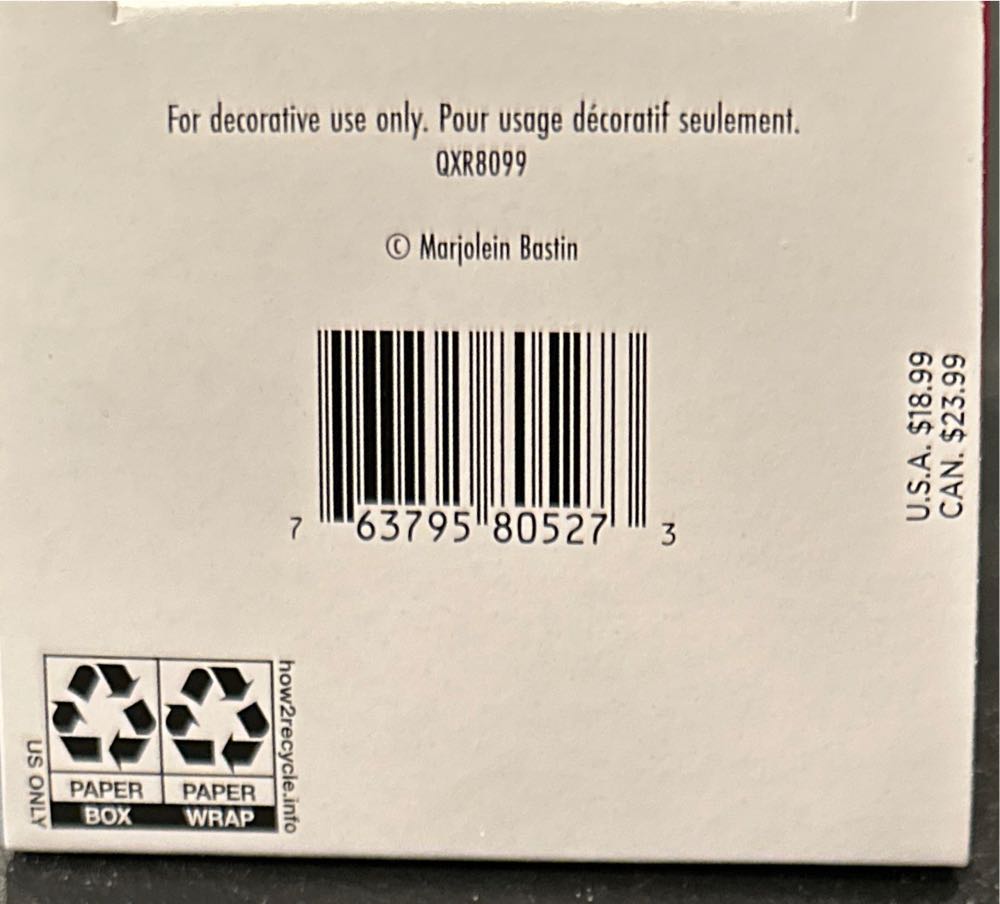 For decorative use only. Pour usage décoratif seulement.
QXR8099
© Marjolein Bastin
7 63795 80527 3
U.S.A. $18.99
CAN. $23.99
how2recycle.info
US ONLY
PAPER PAPER
BOX WRAP